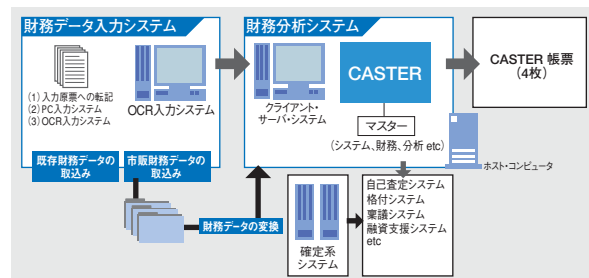 財務データ入力システム
(1)入力原票への転記
(2)PC入力システム
(3)OCR入力システム
OCR入力システム
既存財務データの
取込み
市販財務データの
取込み
財務データの変換
財務分析システム
クライアント・
サーバ・システム
CASTER
マスター
(システム、財務、分析 etc)
ホスト・コンピュータ
CASTER 帳票
(4枚)
確定系
システム
自己査定システム
格付システム
稟議システム
融資支援システム
etc